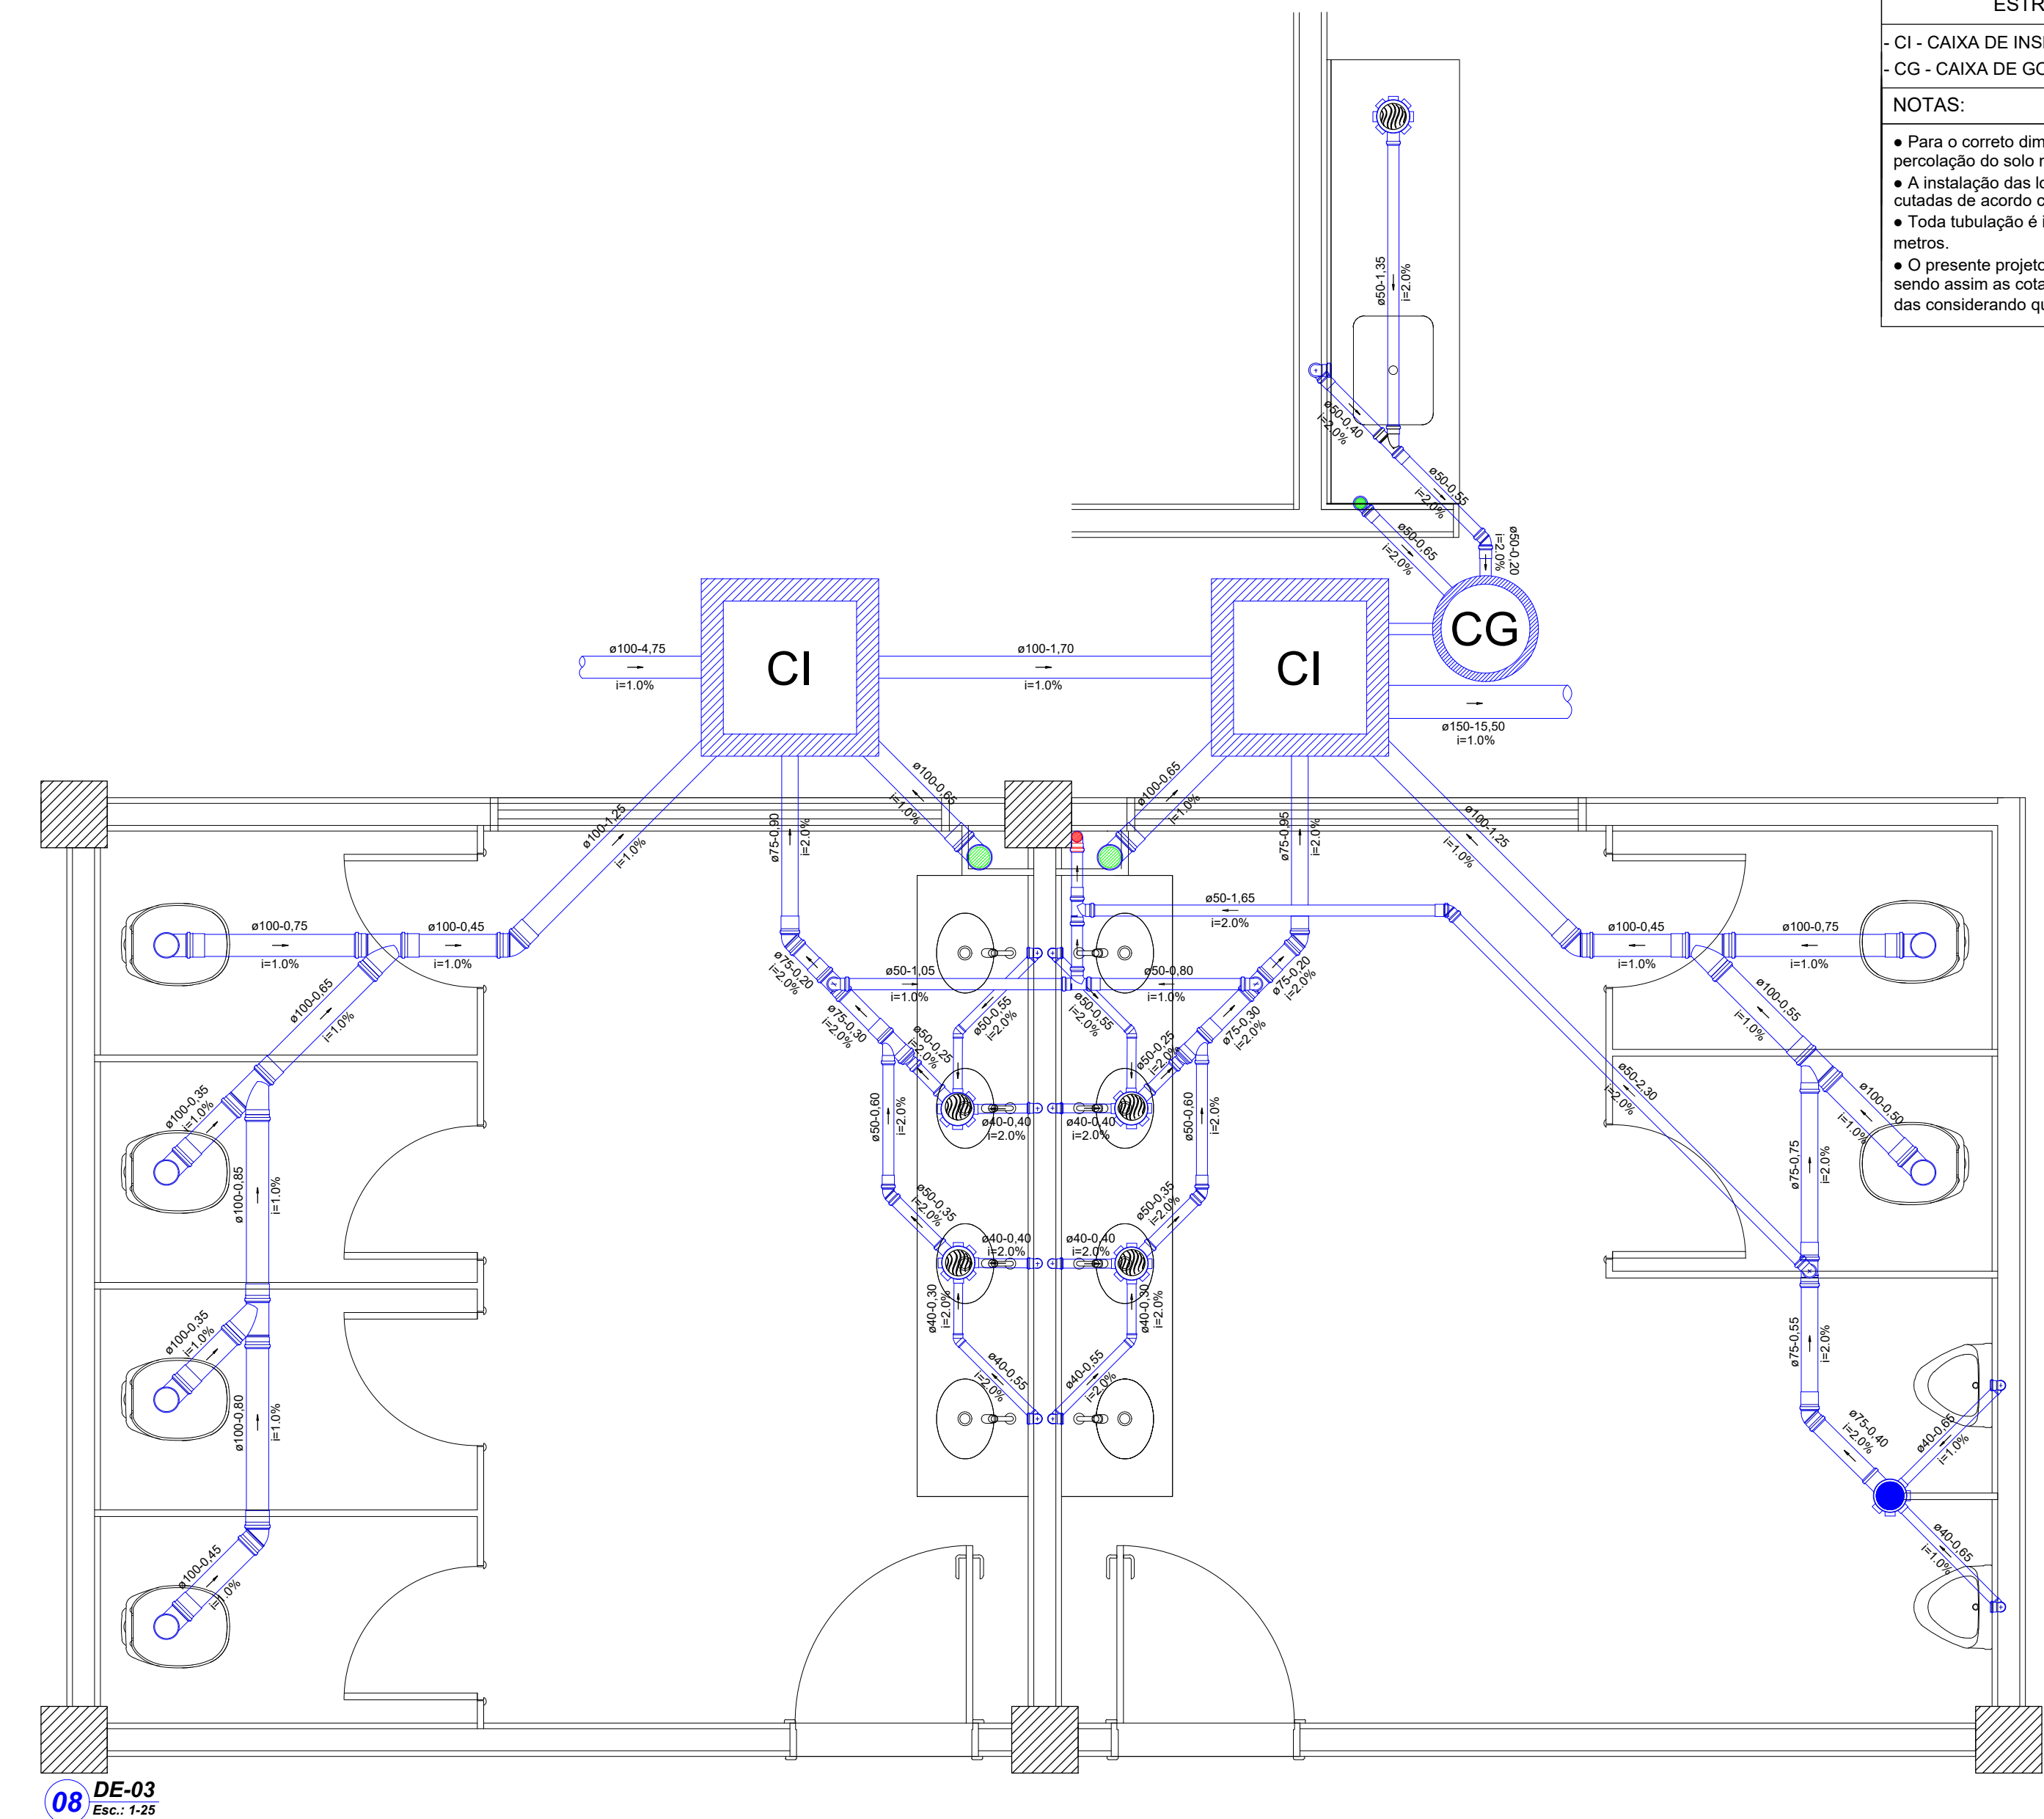 ESTR
- CI - CAIXA DE INS
- CG - CAIXA DE GO
NOTAS:
● Para o correto dim
percolação do solo
● A instalação das
cutadas de acordo
● Toda tubulação é
metros.
● O presente projeto
sendo assim as
das considerando
ø50-1,35
i=2.0%
ø50-0,40
i=2.0%
ø50-0,55
i=2.0%
ø50-0,65
i=2.0%
ø50-0,20
i=2.0%
CG
ø100-4,75
i=1.0%
CI
ø100-1,70
i=1.0%
CI
ø150-15,50
i=1.0%
ø100-1,25
i=1.0%
ø75-0,90
i=2.0%
ø100-0,65
i=1.0%
ø100-0,65
i=1.0%
ø75-0,95
i=2.0%
ø100-1,25
i=1.0%
ø100-0,75
i=1.0%
ø100-0,45
i=1.0%
ø50-1,65
i=2.0%
ø100-0,45
i=1.0%
ø100-0,75
i=1.0%
ø75-0,20
i=2.0%
ø50-1,05
i=1.0%
ø50-0,80
i=1.0%
ø75-0,20
i=2.0%
ø100-0,65
i=1.0%
ø75-0,30
i=2.0%
ø50-0,25
i=2.0%
ø50-0,55
i=2.0%
ø50-0,55
i=2.0%
ø50-0,25
i=2.0%
ø75-0,30
i=2.0%
ø100-0,55
i=1.0%
ø100-0,35
i=1.0%
ø50-0,60
i=2.0%
ø40-0,40
i=2.0%
ø40-0,40
i=2.0%
ø50-0,60
i=2.0%
ø50-2,30
i=2.0%
ø100-0,50
i=1.0%
ø100-0,85
i=1.0%
ø50-0,35
i=2.0%
ø40-0,40
i=2.0%
ø40-0,40
i=2.0%
ø50-0,35
i=2.0%
ø75-0,75
i=2.0%
ø100-0,35
i=1.0%
ø40-0,30
i=2.0%
ø40-0,30
i=2.0%
ø75-0,55
i=2.0%
ø100-0,80
i=1.0%
ø40-0,55
i=2.0%
ø40-0,55
i=2.0%
ø75-0,40
i=2.0%
ø40-0,65
i=1.0%
ø100-0,45
i=1.0%
ø40-0,65
i=1.0%
08 DE-03
Esc.: 1-25